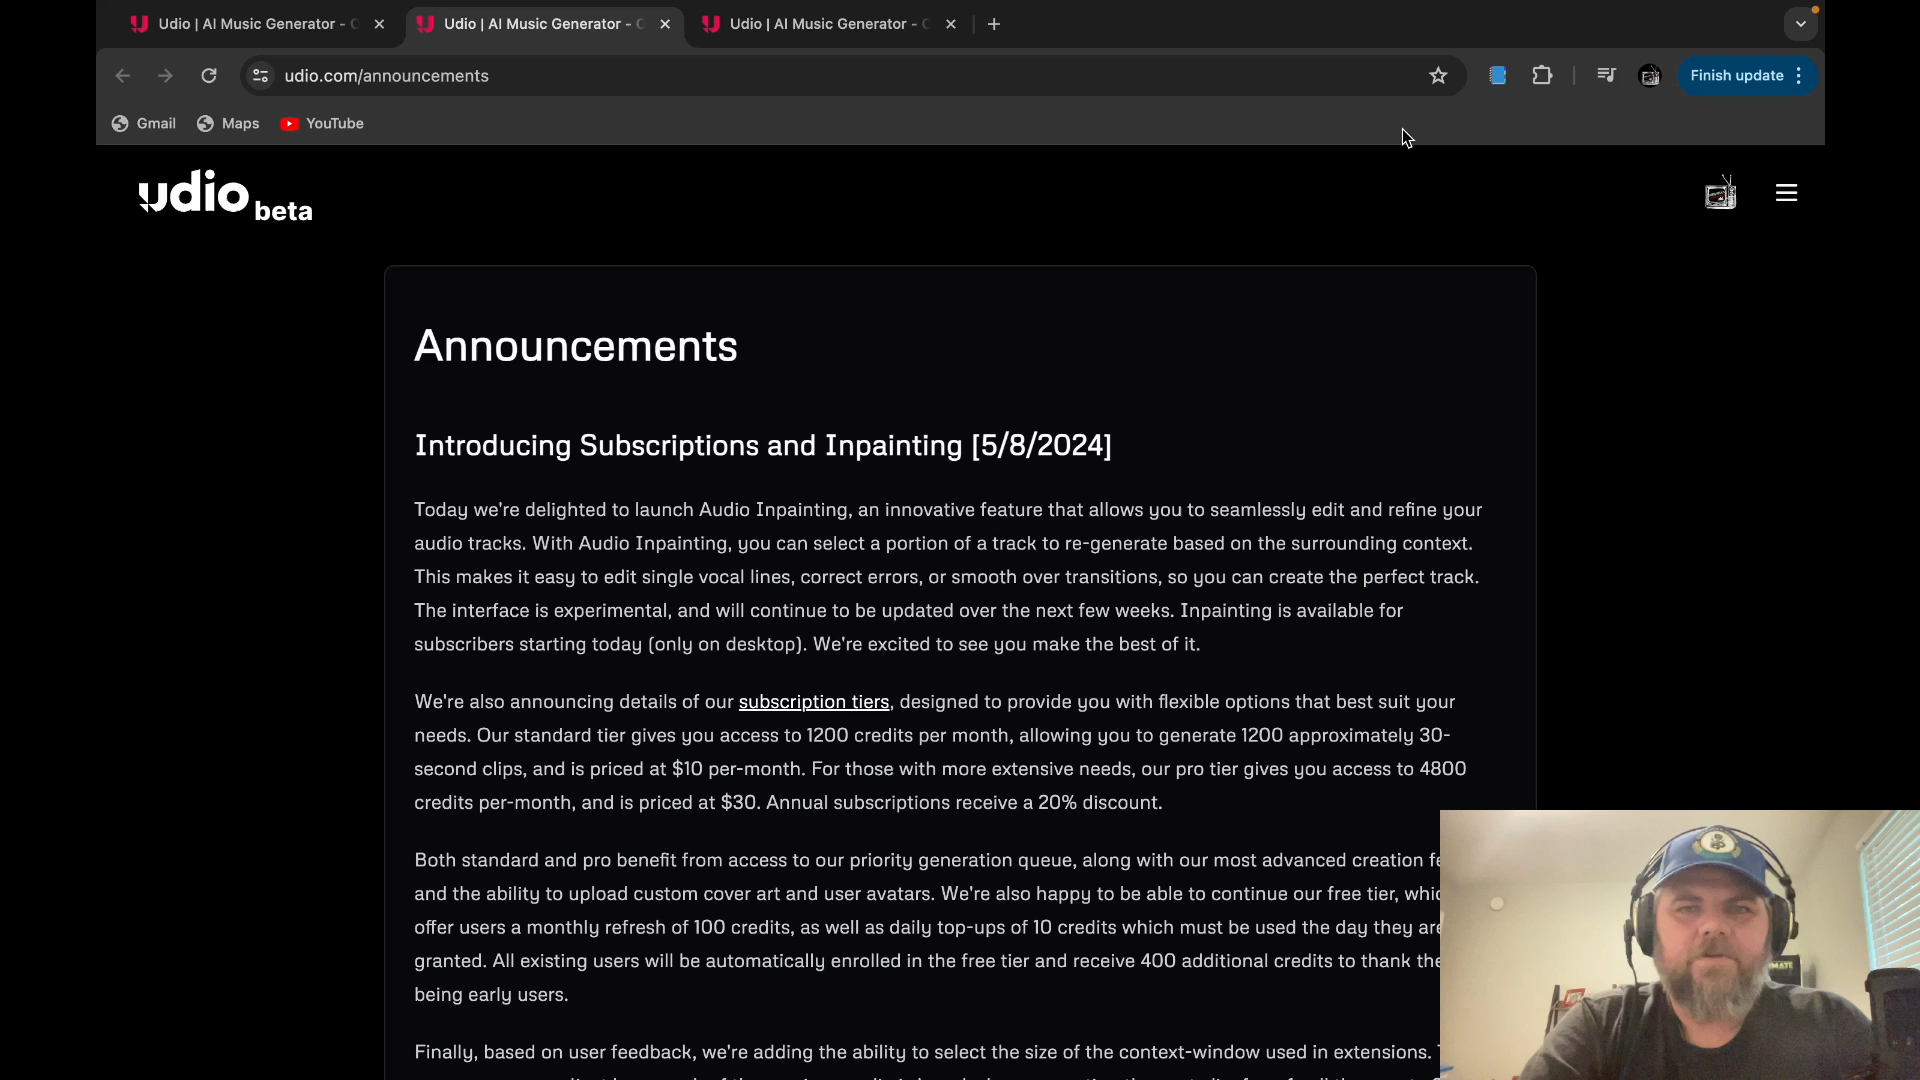 Udio | AI Music Generator -
Udio | AI Music Generator -
Udio | AI Music Generator -
udio.com/announcements
Finish update
Gmail
Maps
YouTube
udio beta
Announcements
Introducing Subscriptions and Inpainting [5/8/2024]
Today we're delighted to launch Audio Inpainting, an innovative feature that allows you to seamlessly edit and refine your
audio tracks. With Audio Inpainting, you can select a portion of a track to re-generate based on the surrounding context.
This makes it easy to edit single vocal lines, correct errors, or smooth over transitions, so you can create the perfect track.
The interface is experimental, and will continue to be updated over the next few weeks. Inpainting is available for
subscribers starting today (only on desktop). We're excited to see you make the best of it.
We're also announcing details of our subscription tiers, designed to provide you with flexible options that best suit your
needs. Our standard tier gives you access to 1200 credits per month, allowing you to generate 1200 approximately 30-
second clips, and is priced at $10 per-month. For those with more extensive needs, our pro tier gives you access to 4800
credits per-month, and is priced at $30. Annual subscriptions receive a 20% discount.
Both standard and pro benefit from access to our priority generation queue, along with our most advanced creation
and the ability to upload custom cover art and user avatars. We're also happy to be able to continue our free tier,
offer users a monthly refresh of 100 credits, as well as daily top-ups of 10 credits which must be used the day they are
granted. All existing users will be automatically enrolled in the free tier and receive 400 additional credits to thank
being early users.
Finally, based on user feedback, we're adding the ability to select the size of the context-window used in extensions.